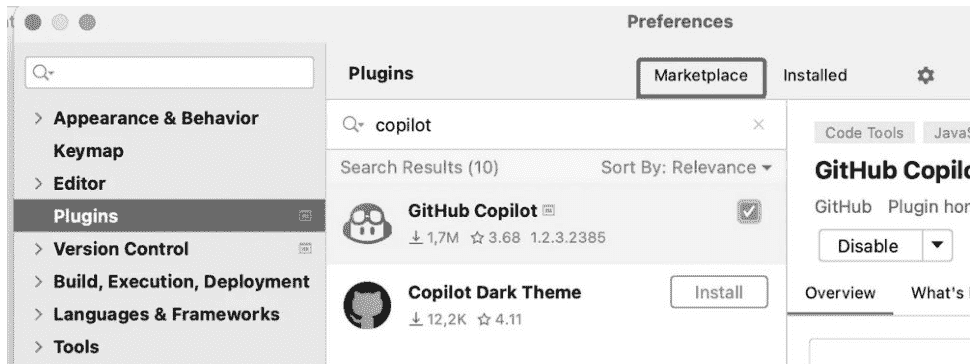 Preferences
Plugins
Marketplace
Installed
Appearance & Behavior
Keymap
Editor
Plugins
Version Control
Build, Execution, Deployment
Languages & Frameworks
Tools
copilot
Search Results (10)
Sort By: Relevance
GitHub Copilot
1,7M 3.68 1.2.3.2385
Copilot Dark Theme
Install
12,2K 4.11
Code Tools
GitHub
Plugin
Disable
Overview
What's